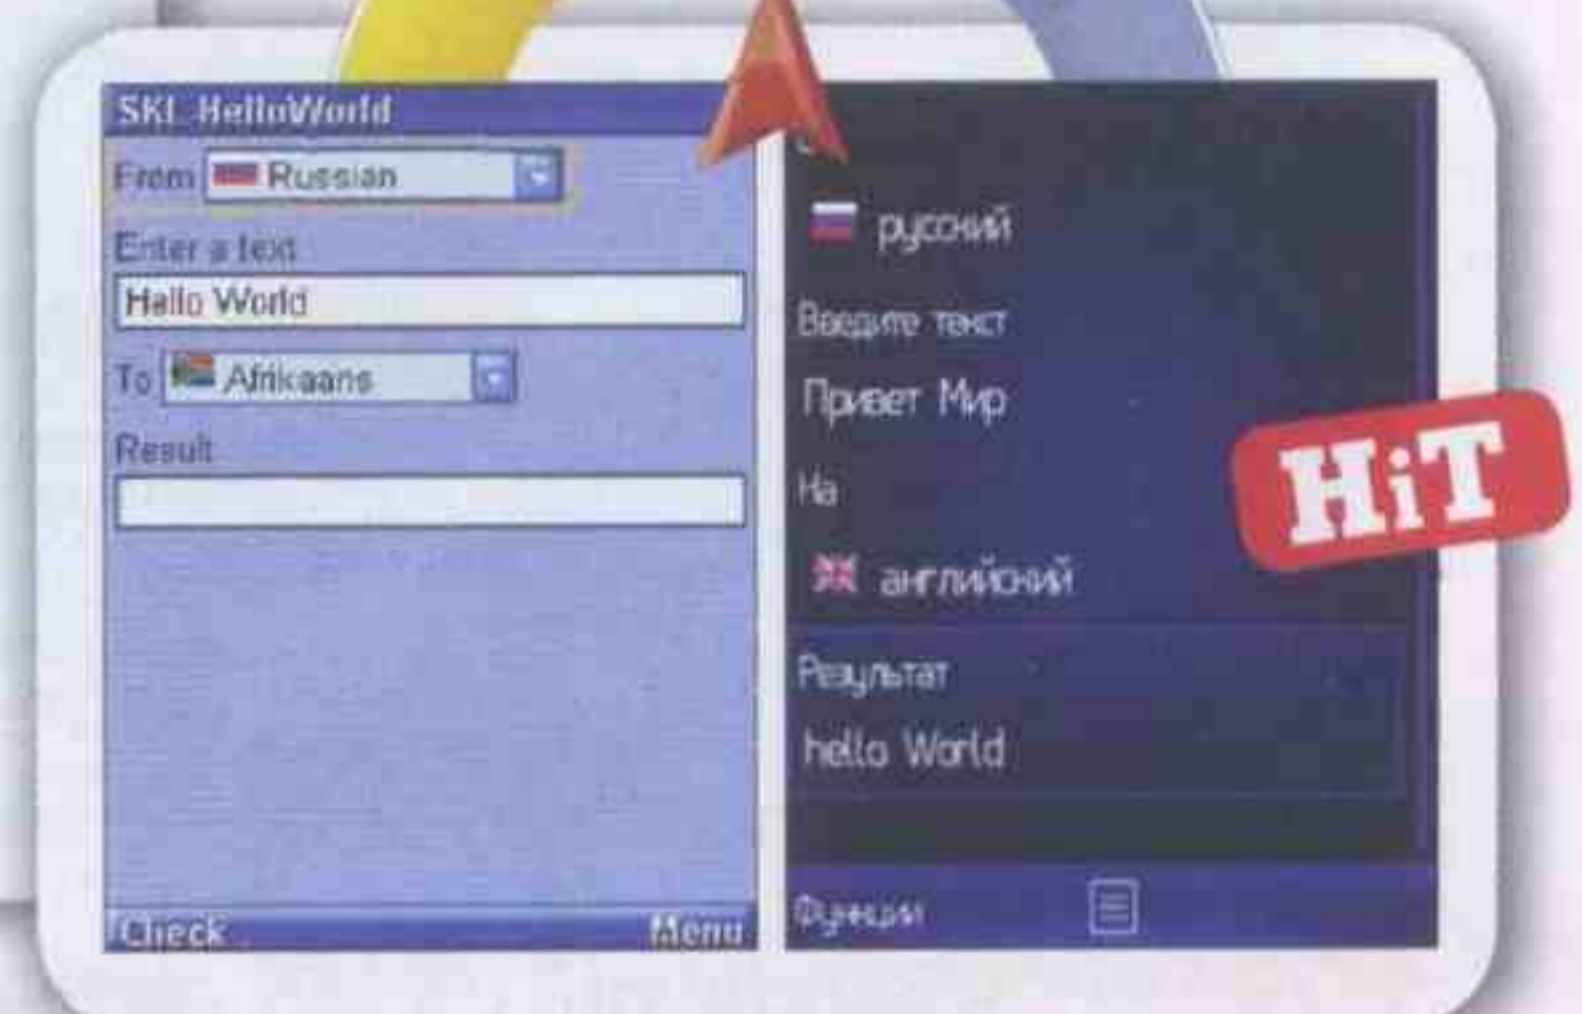 SKL HelloWorld
From Russian
Enter a text
Hello World
To Afrikaans
Result
Check Menu
русский
Введите текст
Привет Мир
На
английский
Результат
hello World
Функции
HiT